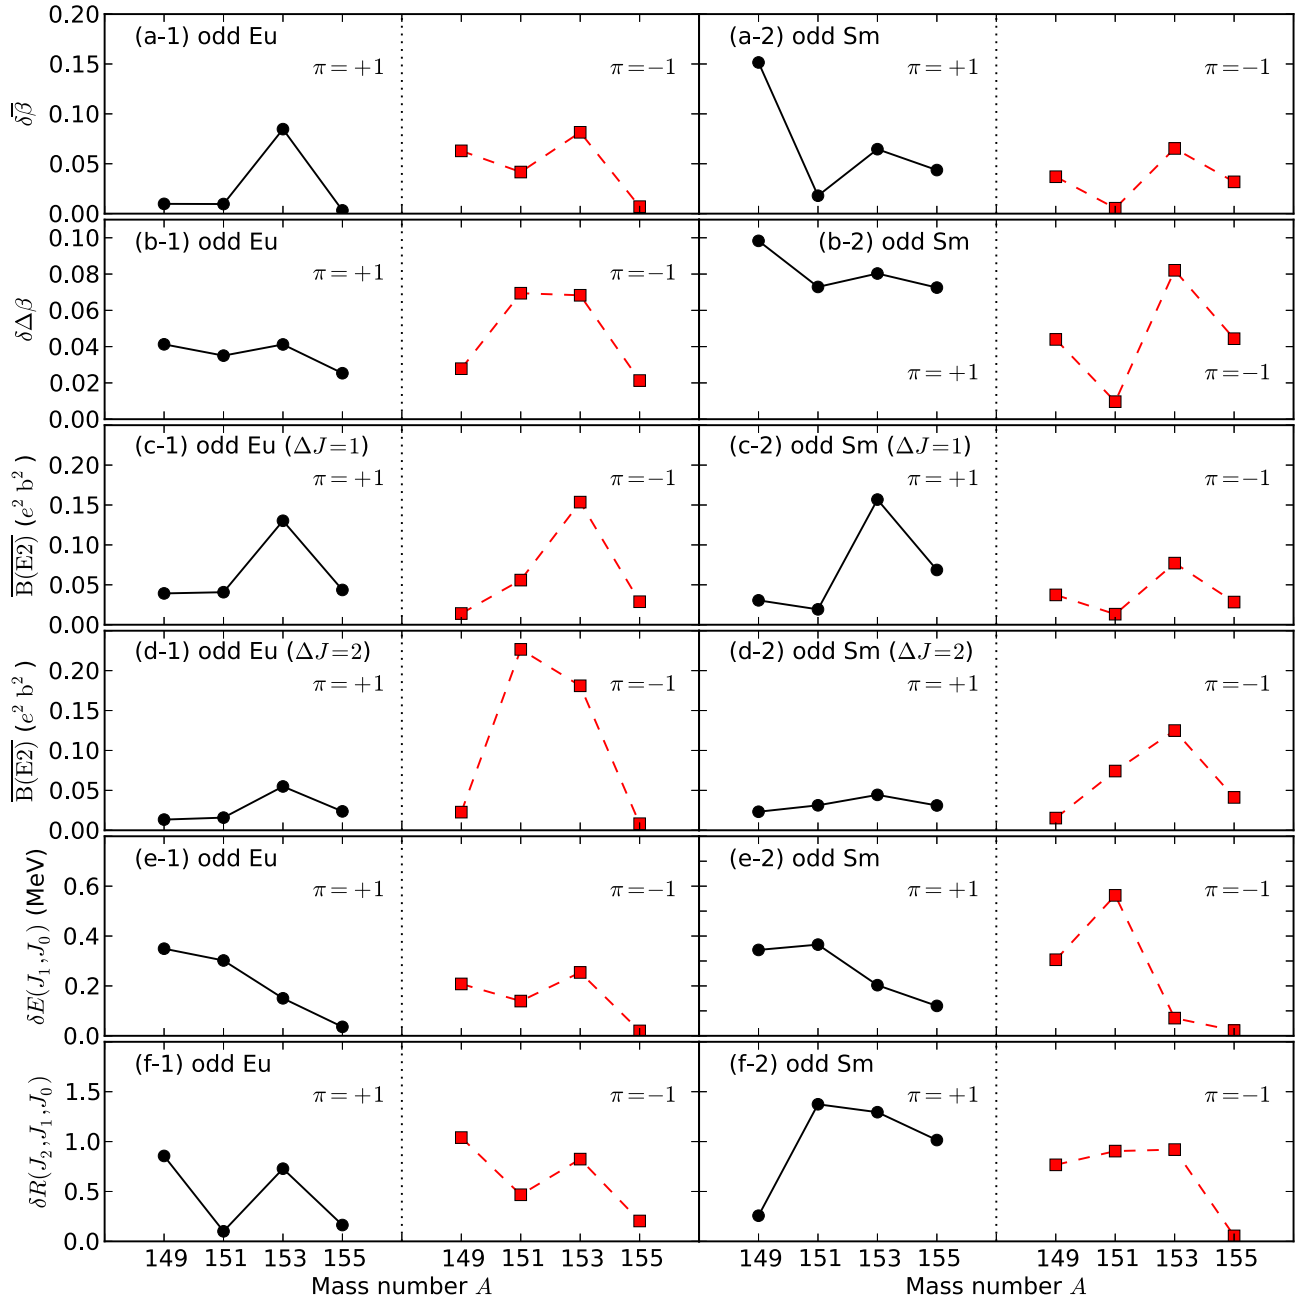 (a-1) odd Eu
π = +1
π = −1
(a-2) odd Sm
π = +1
π = −1
0.20
0.15
0.10
0.05
0.00
δβ̅
(b-1) odd Eu
π = +1
π = −1
(b-2) odd Sm
π = +1
π = −1
0.10
0.08
0.06
0.04
0.02
0.00
δΔβ
(c-1) odd Eu (ΔJ=1)
π = +1
π = −1
(c-2) odd Sm (ΔJ=1)
π = +1
π = −1
0.20
0.15
0.10
0.05
0.00
B(E2) (e² b²)
(d-1) odd Eu (ΔJ=2)
π = +1
π = −1
(d-2) odd Sm (ΔJ=2)
π = +1
π = −1
0.20
0.15
0.10
0.05
0.00
B(E2) (e² b²)
(e-1) odd Eu
π = +1
π = −1
(e-2) odd Sm
π = +1
π = −1
0.6
0.4
0.2
0.0
δE(J₁,J₀) (MeV)
(f-1) odd Eu
π = +1
π = −1
(f-2) odd Sm
π = +1
π = −1
1.5
1.0
0.5
0.0
δR(J₂,J₁,J₀)
149 151 153 155 149 151 153 155 149 151 153 155 149 151 153 155
Mass number A Mass number A